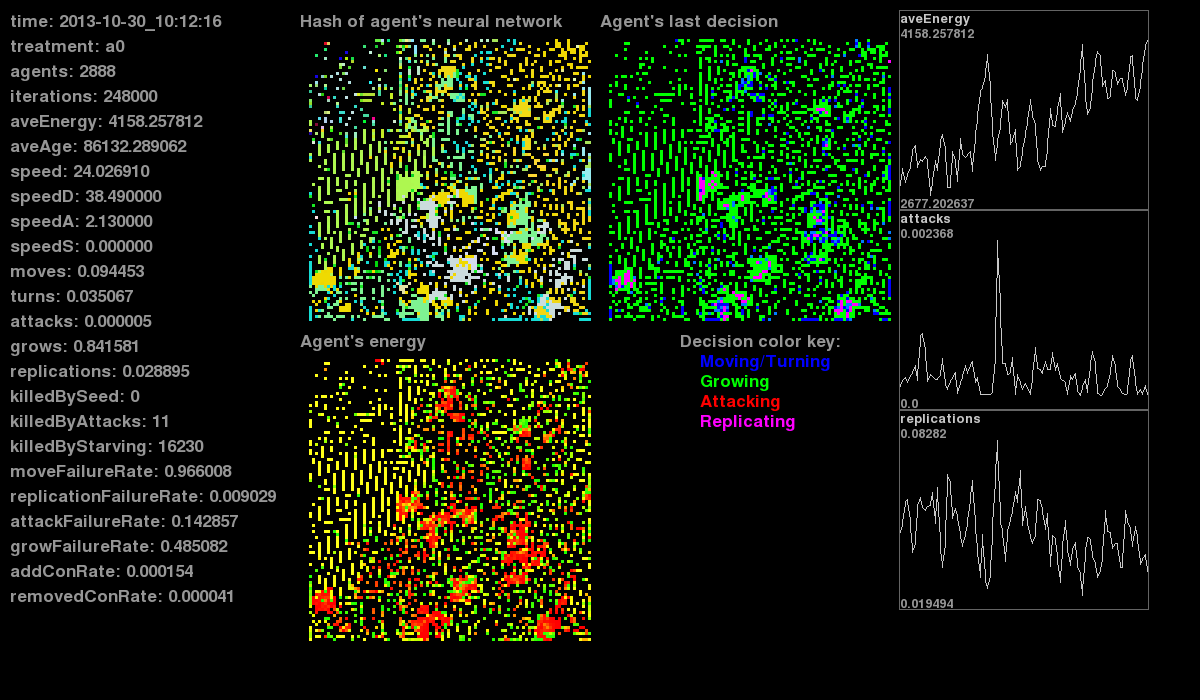 time: 2013-10-30_10:12:16
treatment: a0
agents: 2888
iterations: 248000
aveEnergy: 4158.257812
aveAge: 86132.289062
speed: 24.026910
speedD: 38.490000
speedA: 2.130000
speedS: 0.000000
moves: 0.094453
turns: 0.035067
attacks: 0.000005
grows: 0.841581
replications: 0.028895
killedBySeed: 0
killedByAttacks: 11
killedByStarving: 16230
moveFailureRate: 0.966008
replicationFailureRate: 0.009029
attackFailureRate: 0.142857
growFailureRate: 0.485082
addConRate: 0.000154
removedConRate: 0.000041
Hash of agent's neural network
Agent's last decision
Agent's energy
Decision color key:
Moving/Turning
Growing
Attacking
Replicating
aveEnergy
4158.257812
2677.202637
attacks
0.002368
0.0
replications
0.08282
0.019494